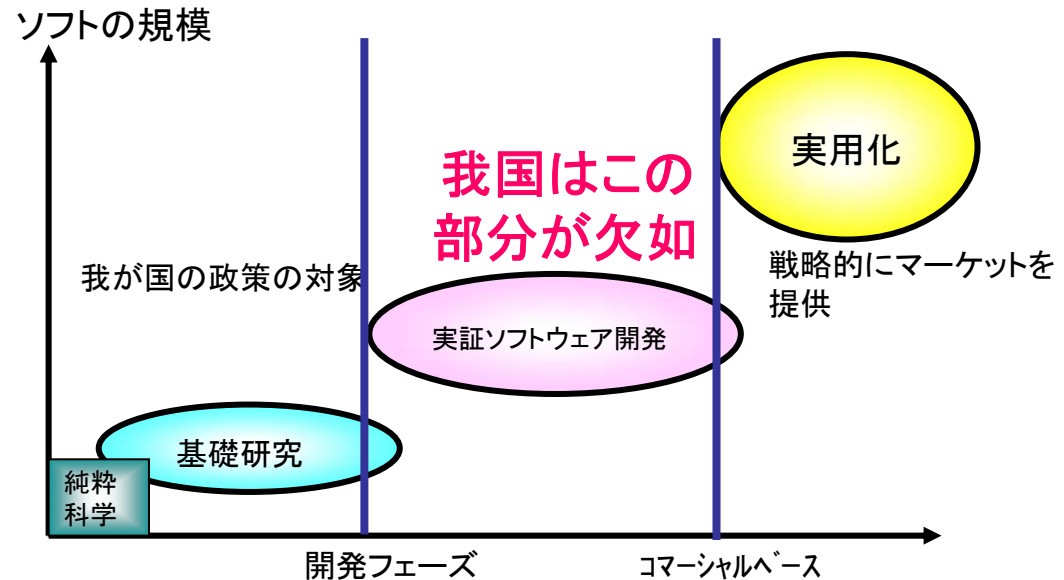 ソフトの規模
実用化
我国はこの
部分が欠如
戦略的にマーケットを
提供
我が国の政策の対象
実証ソフトウェア開発
基礎研究
純粋
科学
開発フェーズ
コマーシャルベース